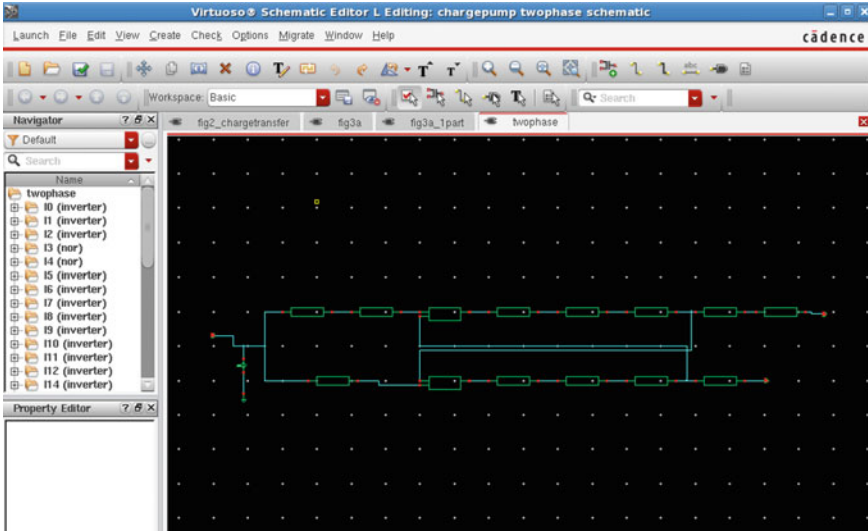 Virtuoso® Schematic Editor L Editing: chargepump twophase schematic
Launch File Edit View Create Check Options Migrate Window Help
cādence
Workspace: Basic
Search
Navigator
fig2_chargetransfer
fig3a
fig3a_1part
twophase
Default
Search
Name
twophase
I0 (inverter)
I1 (inverter)
I2 (inverter)
I3 (nor)
I4 (nor)
I5 (inverter)
I6 (inverter)
I7 (inverter)
I8 (inverter)
I9 (inverter)
I10 (inverter)
I11 (inverter)
I12 (inverter)
I14 (inverter)
Property Editor